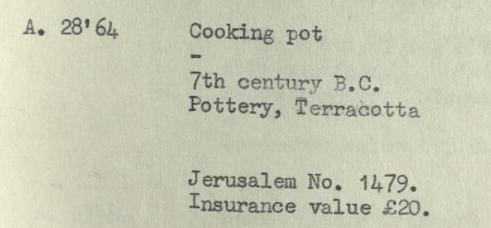 A. 28'64 Cooking pot
-
7th century B.C.
Pottery, Terracotta
Jerusalem No. 1479.
Insurance value £20.